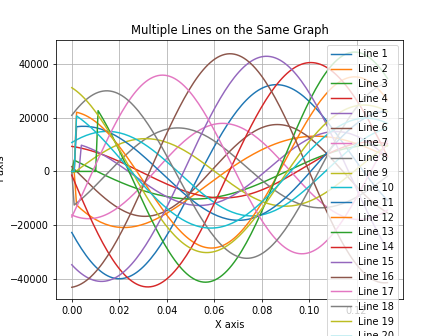 Multiple Lines on the Same Graph
40000
20000
0
−20000
−40000
0.00
0.02
0.04
0.06
0.08
0.10
X axis
Line 1
Line 2
Line 3
Line 4
Line 5
Line 6
Line 7
Line 8
Line 9
Line 10
Line 11
Line 12
Line 13
Line 14
Line 15
Line 16
Line 17
Line 18
Line 19
Line 20